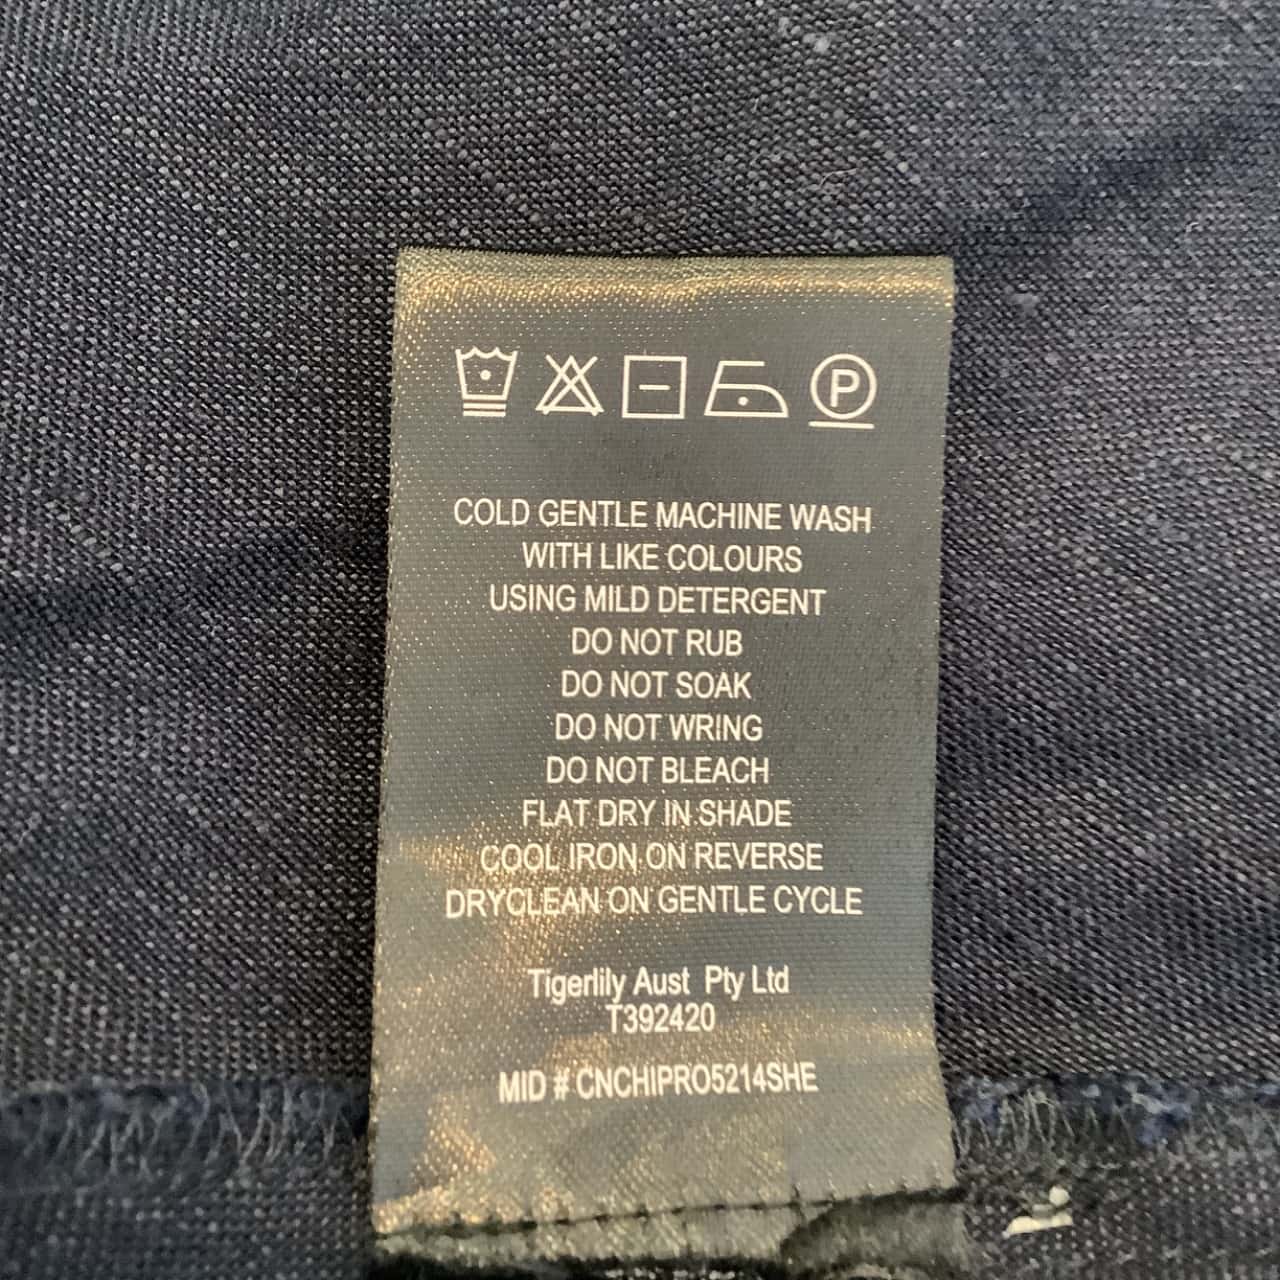 P
COLD GENTLE MACHINE WASH
WITH LIKE COLOURS
USING MILD DETERGENT
DO NOT RUB
DO NOT SOAK
DO NOT WRING
DO NOT BLEACH
FLAT DRY IN SHADE
COOL IRON ON REVERSE
DRYCLEAN ON GENTLE CYCLE
Tigerlily Aust Pty Ltd
T392420
MID # CNCHIPRO5214SHE